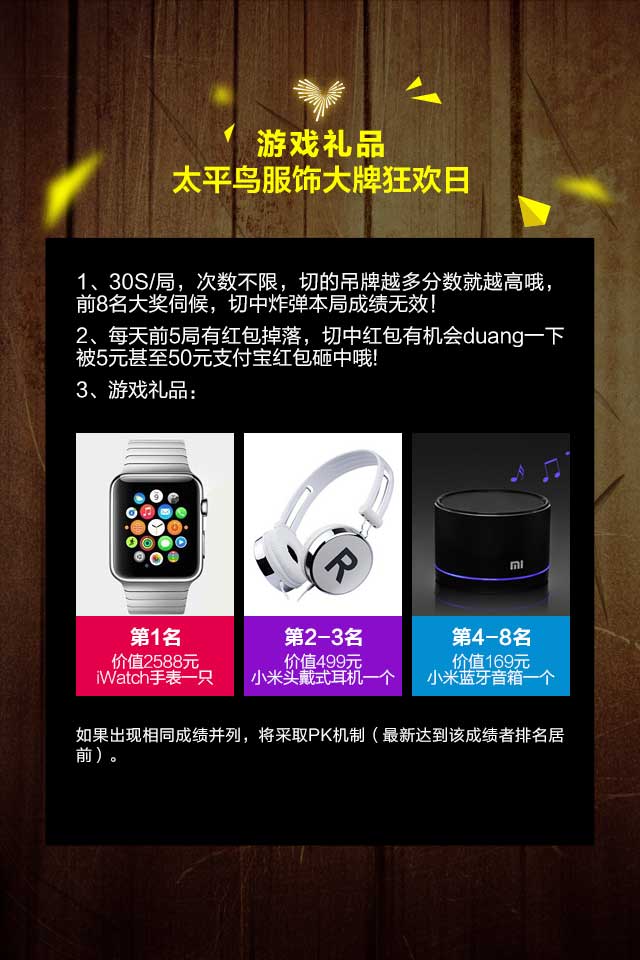 游戏礼品
太平鸟服饰大牌狂欢日
1、30S/局，次数不限，切的吊牌越多分数就越高哦，
前8名大奖伺候，切中炸弹本局成绩无效！
2、每天前5局有红包掉落，切中红包有机会duang一下
被5元甚至50元支付宝红包砸中哦!
3、游戏礼品：
R
mi
第1名
价值2588元
iWatch手表一只
第2-3名
价值499元
小米头戴式耳机一个
第4-8名
价值169元
小米蓝牙音箱一个
如果出现相同成绩并列，将采取PK机制（最新达到该成绩者排名居
前）。